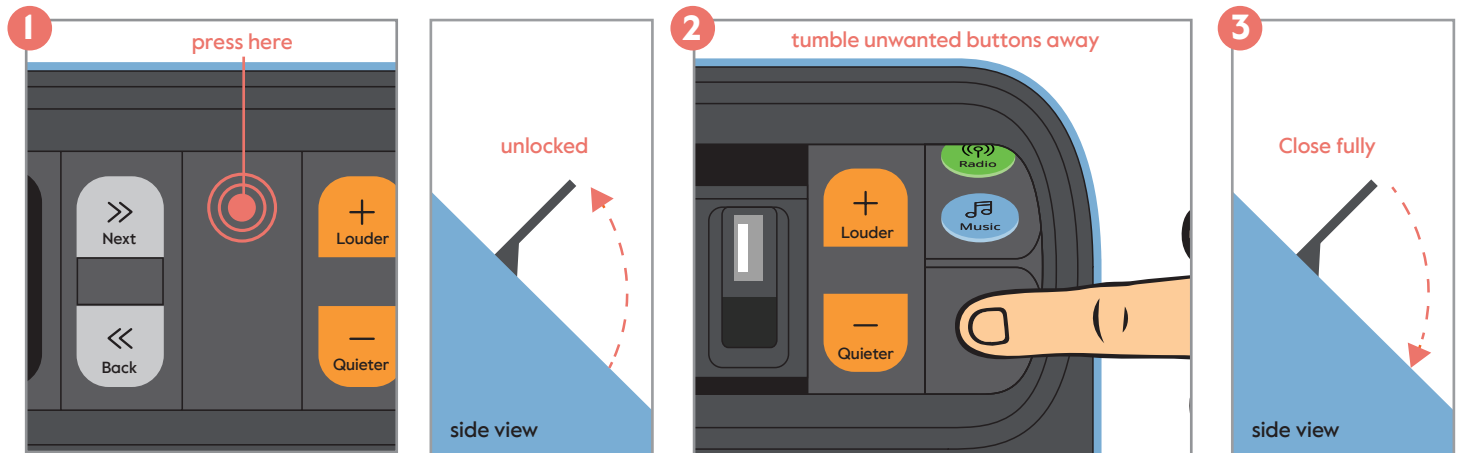 1
press here
>>
Next
<<
Back
+
Louder
–
Quieter
unlocked
side view
2
tumble unwanted buttons away
+
Louder
–
Quieter
Radio
Music
3
Close fully
side view